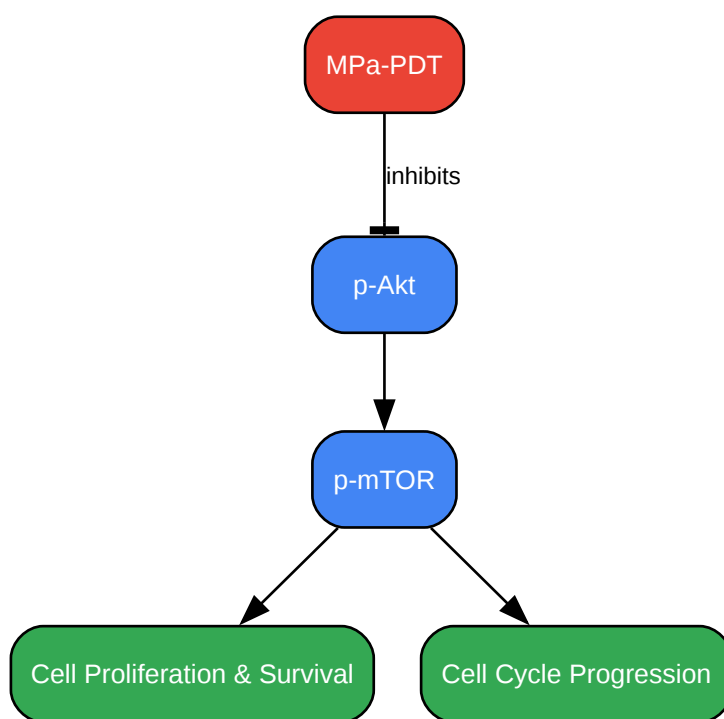 MPa-PDT
inhibits
p-Akt
p-mTOR
Cell Proliferation & Survival
Cell Cycle Progression